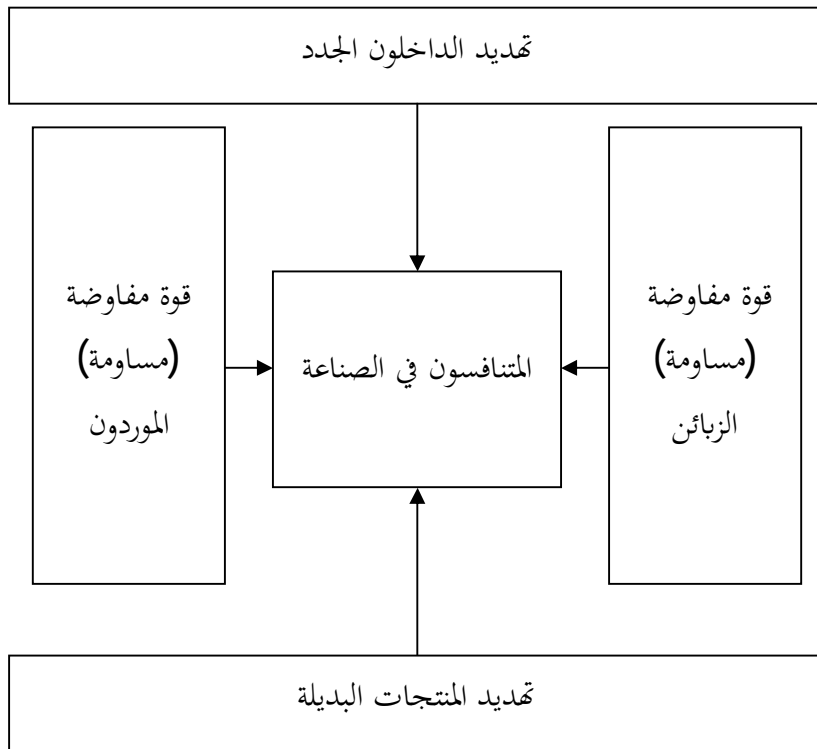 تهديد الداخلون الجدد
قوة مفاوضة
(مساومة)
الزبائن
المتنافسون في الصناعة
قوة مفاوضة
(مساومة)
الموردون
تهديد المنتجات البديلة